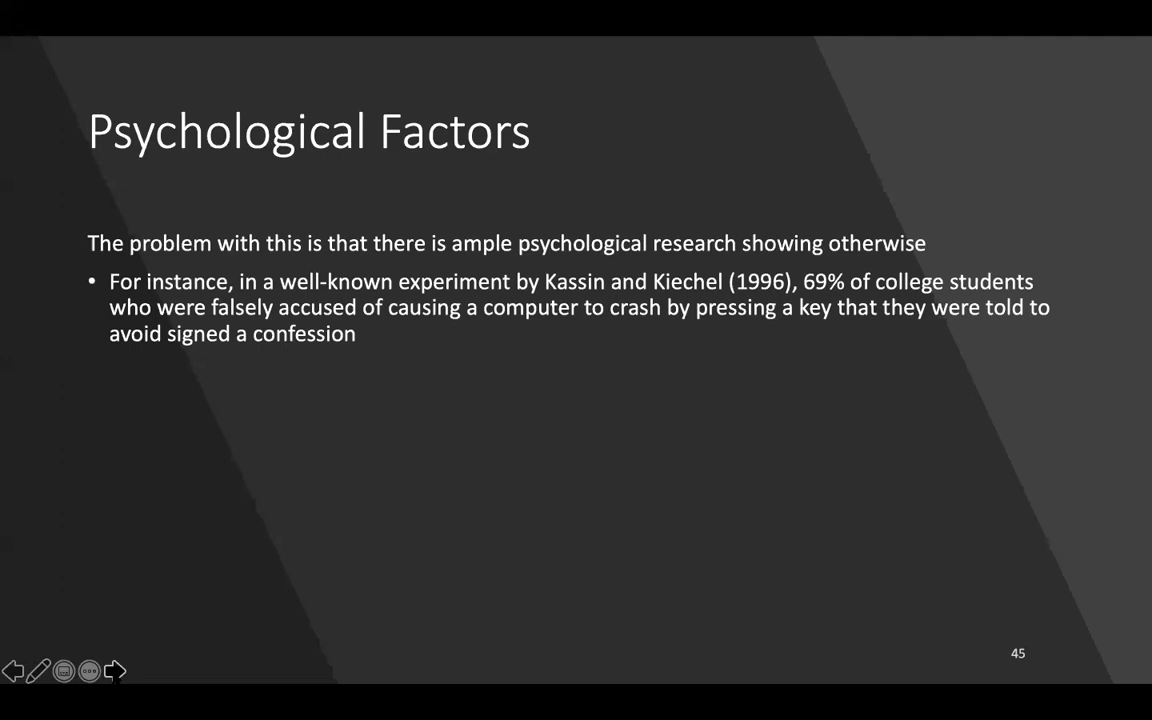 Psychological Factors
The problem with this is that there is ample psychological research showing otherwise
• For instance, in a well-known experiment by Kassin and Kiechel (1996), 69% of college students
who were falsely accused of causing a computer to crash by pressing a key that they were told to
avoid signed a confession
45